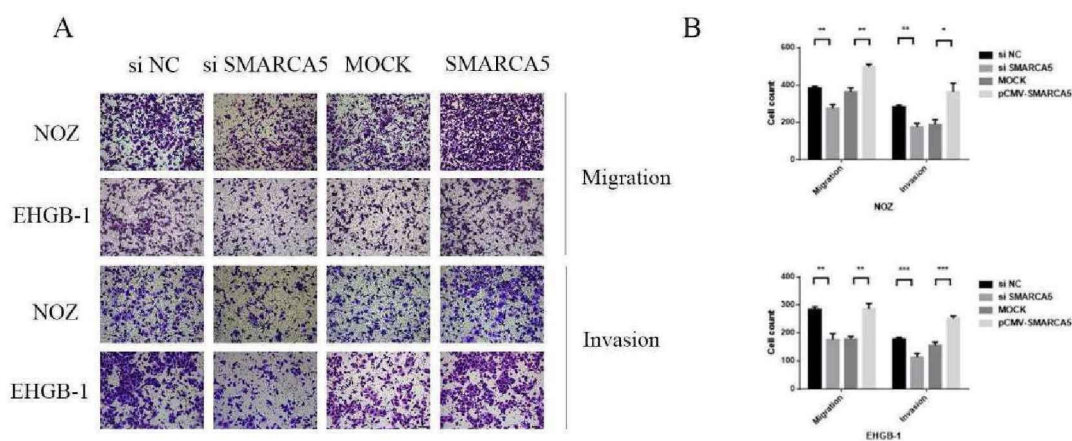 A
si NC si SMARCA5 MOCK SMARCA5
NOZ
EHGB-1
Migration
NOZ
EHGB-1
Invasion
B
** ** ** *
600
400
200
0
Cell count
Migration Invasion
NOZ
si NC
si SMARCA5
MOCK
pCMV-SMARCA5
** ** *** ***
400
300
200
100
0
Cell count
Migration Invasion
EHGB-1
si NC
si SMARCA5
MOCK
pCMV-SMARCA5